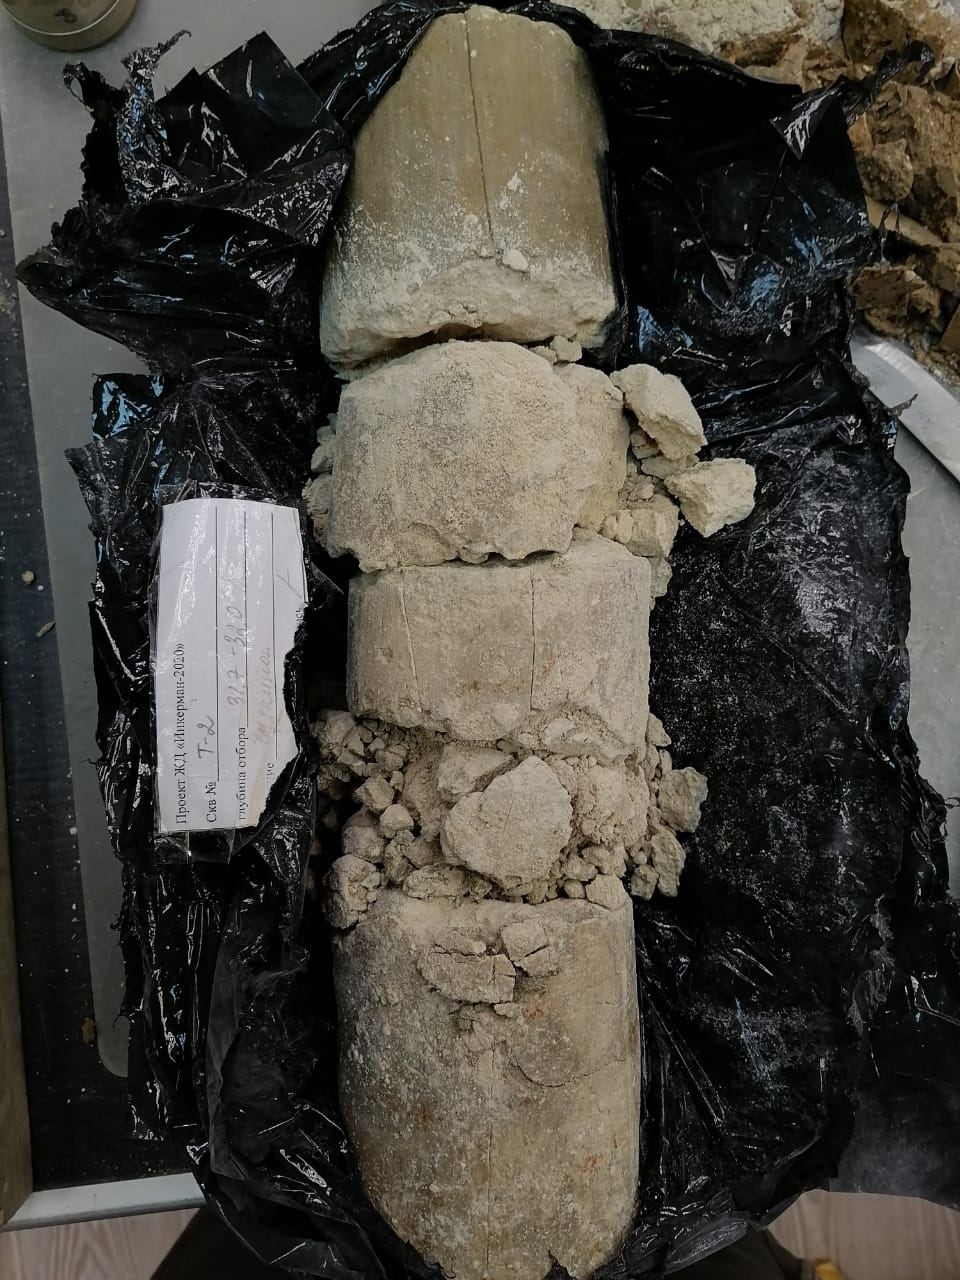 Проект ЖД «Инкерман-2020»
Скв № Т-2
глубина отбора 31,7-32,0